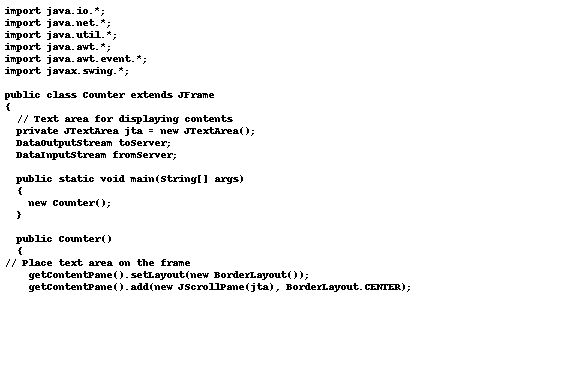 import java.io.*;
import java.net.*;
import java.util.*;
import java.awt.*;
import java.awt.event.*;
import javax.swing.*;

public class Counter extends JFrame
{
  // Text area for displaying contents
  private JTextArea jta = new JTextArea();
  DataOutputStream toServer;
  DataInputStream fromServer;

  public static void main(String[] args)
  {
    new Counter();
  }

  public Counter()
  {
// Place text area on the frame
    getContentPane().setLayout(new BorderLayout());
    getContentPane().add(new JScrollPane(jta), BorderLayout.CENTER);